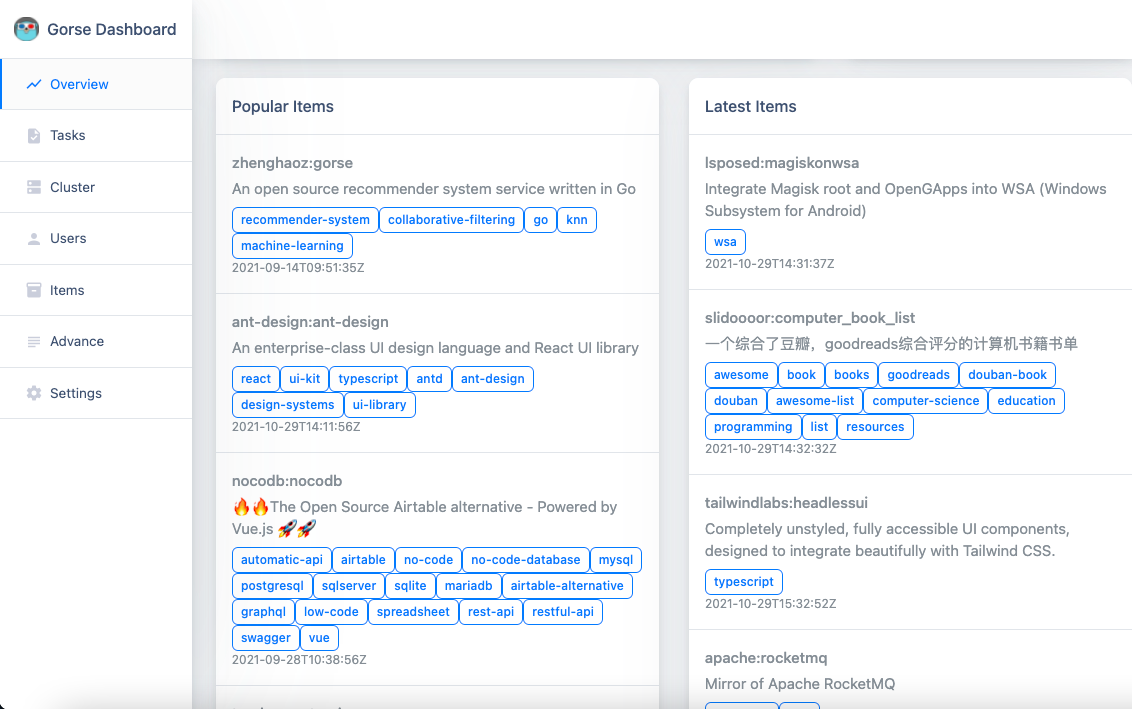 Gorse Dashboard
Overview
Tasks
Cluster
Users
Items
Advance
Settings
Popular Items
zhenghaoz:gorse
An open source recommender system service written in Go
recommender-system collaborative-filtering go knn
machine-learning
2021-09-14T09:51:35Z
ant-design:ant-design
An enterprise-class UI design language and React UI library
react ui-kit typescript antd ant-design
design-systems ui-library
2021-10-29T14:11:56Z
nocodb:nocodb
🔥🔥The Open Source Airtable alternative - Powered by
Vue.js 🚀🚀
automatic-api airtable no-code no-code-database mysql
postgresql sqlserver sqlite mariadb airtable-alternative
graphql low-code spreadsheet rest-api restful-api
swagger vue
2021-09-28T10:38:56Z
Latest Items
lsposed:magiskonwsa
Integrate Magisk root and OpenGApps into WSA (Windows
Subsystem for Android)
wsa
2021-10-29T14:31:37Z
slidoooor:computer_book_list
一个综合了豆瓣，goodreads综合评分的计算机书籍书单
awesome book books goodreads douban-book
douban awesome-list computer-science education
programming list resources
2021-10-29T14:32:32Z
tailwindlabs:headlessui
Completely unstyled, fully accessible UI components,
designed to integrate beautifully with Tailwind CSS.
typescript
2021-10-29T15:32:52Z
apache:rocketmq
Mirror of Apache RocketMQ